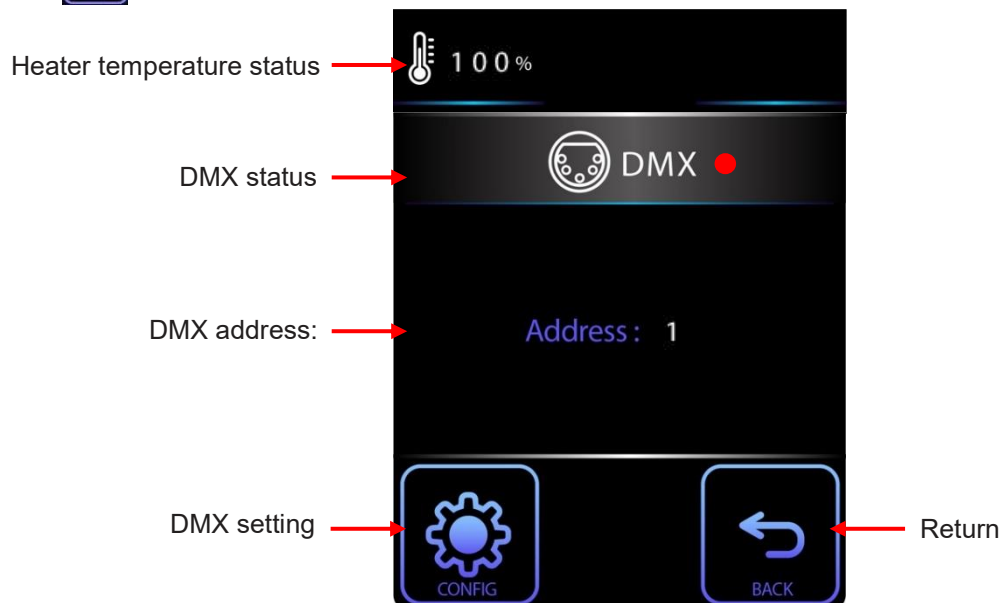 Heater temperature status
100%
DMX status
DMX
DMX address:
Address: 1
DMX setting
CONFIG
BACK
Return